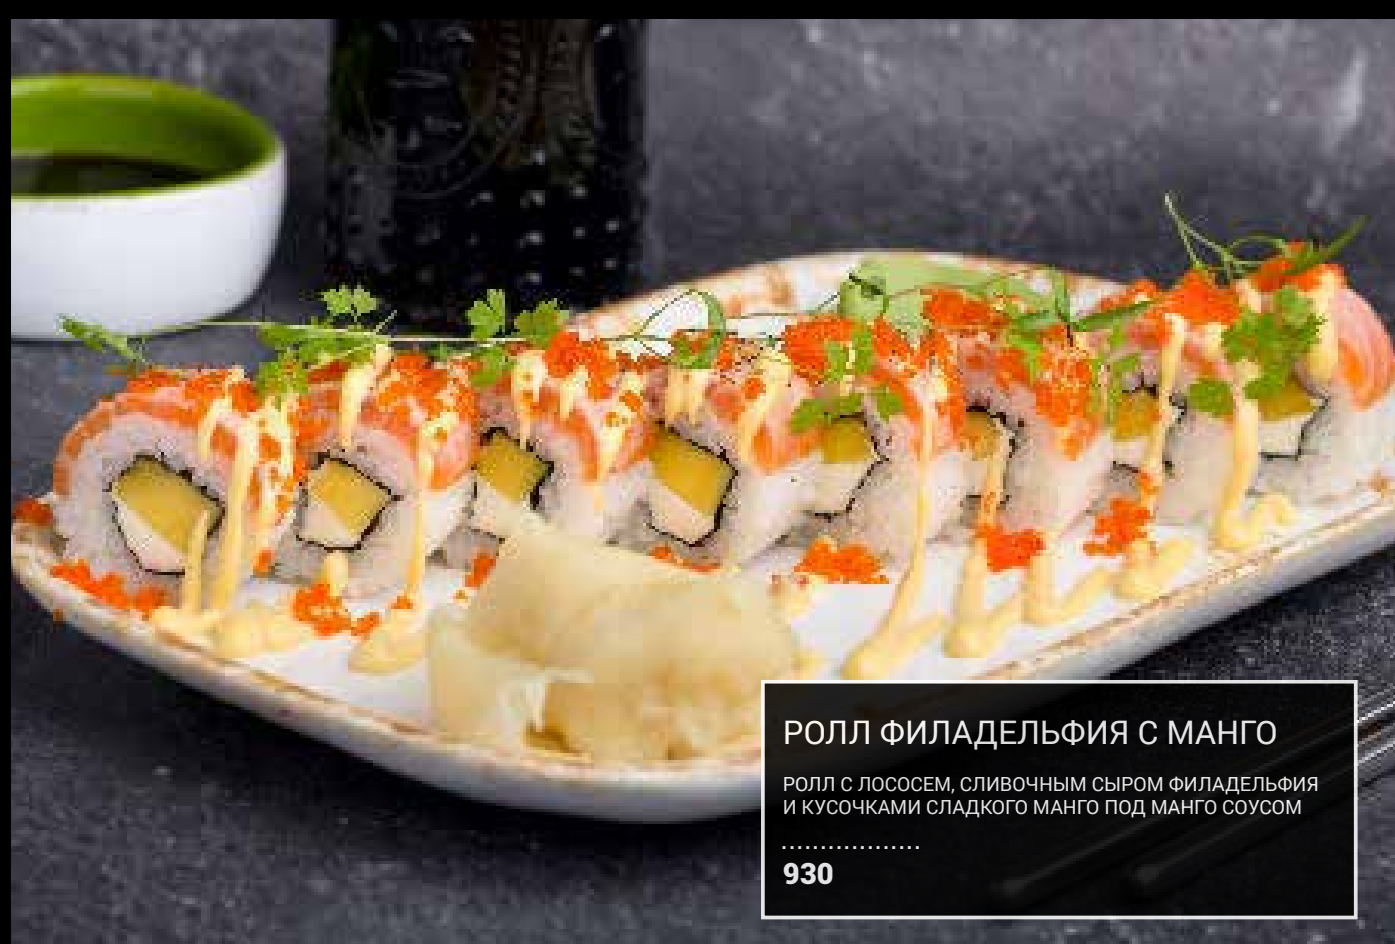 РОЛЛ ФИЛАДЕЛЬФИЯ С МАНГО
РОЛЛ С ЛОСОСЕМ, СЛИВОЧНЫМ СЫРОМ ФИЛАДЕЛЬФИЯ
И КУСОЧКАМИ СЛАДКОГО МАНГО ПОД МАНГО СОУСОМ
..................
930